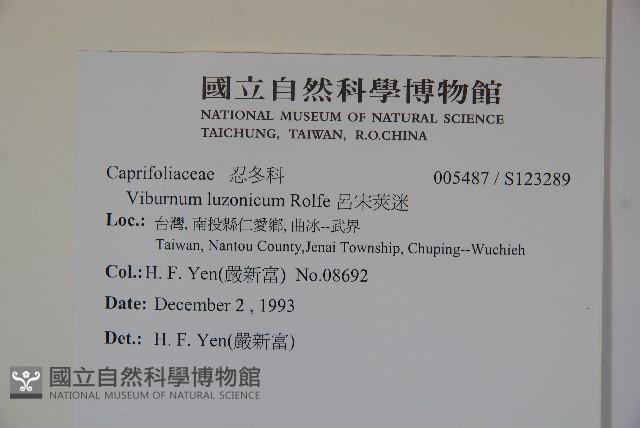 國立自然科學博物館
NATIONAL MUSEUM OF NATURAL SCIENCE
TAICHUNG, TAIWAN, R.O.CHINA
Caprifoliaceae 忍冬科 005487 / S123289
Viburnum luzonicum Rolfe 呂宋莢迷
Loc.: 台灣, 南投縣仁愛鄉, 曲冰--武界
Taiwan, Nantou County,Jenai Township, Chuping--Wuchieh
Col.: H. F. Yen(嚴新富) No.08692
Date: December 2 , 1993
Det.: H. F. Yen(嚴新富)
國立自然科學博物館
NATIONAL MUSEUM OF NATURAL SCIENCE